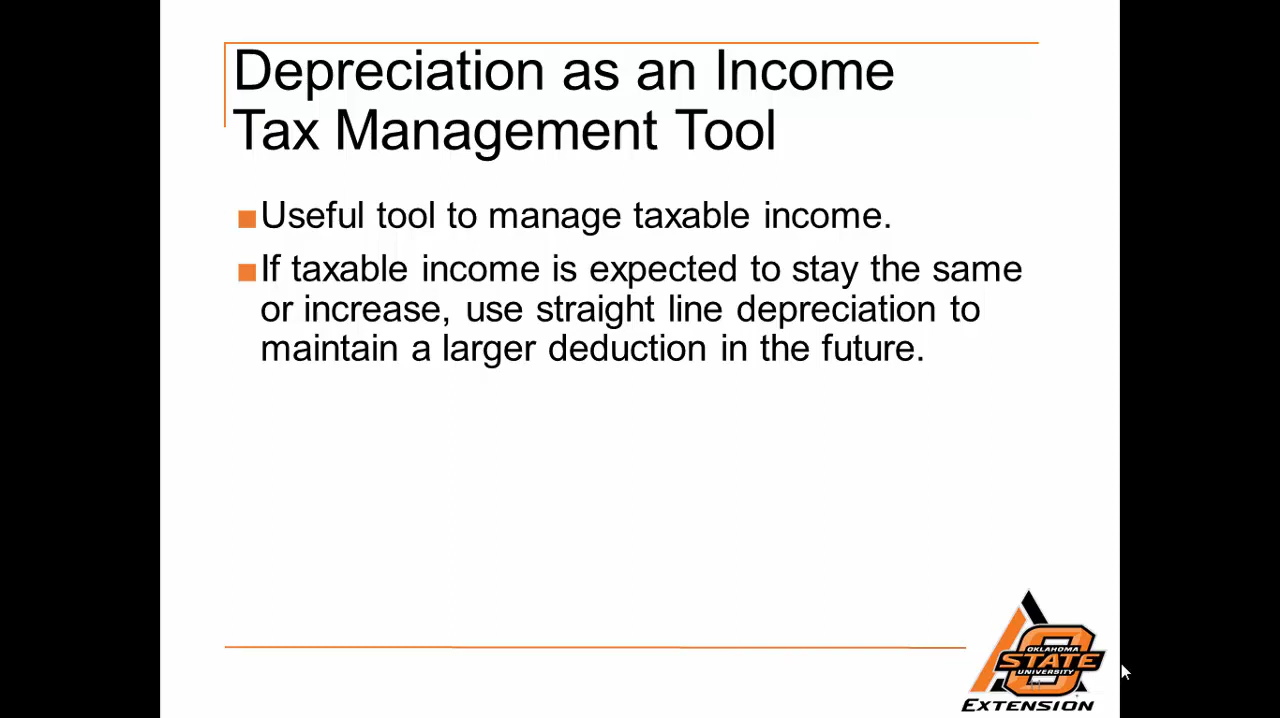 Depreciation as an Income
Tax Management Tool
Useful tool to manage taxable income.
If taxable income is expected to stay the same
or increase, use straight line depreciation to
maintain a larger deduction in the future.
OKLAHOMA
STATE
UNIVERSITY
EXTENSION